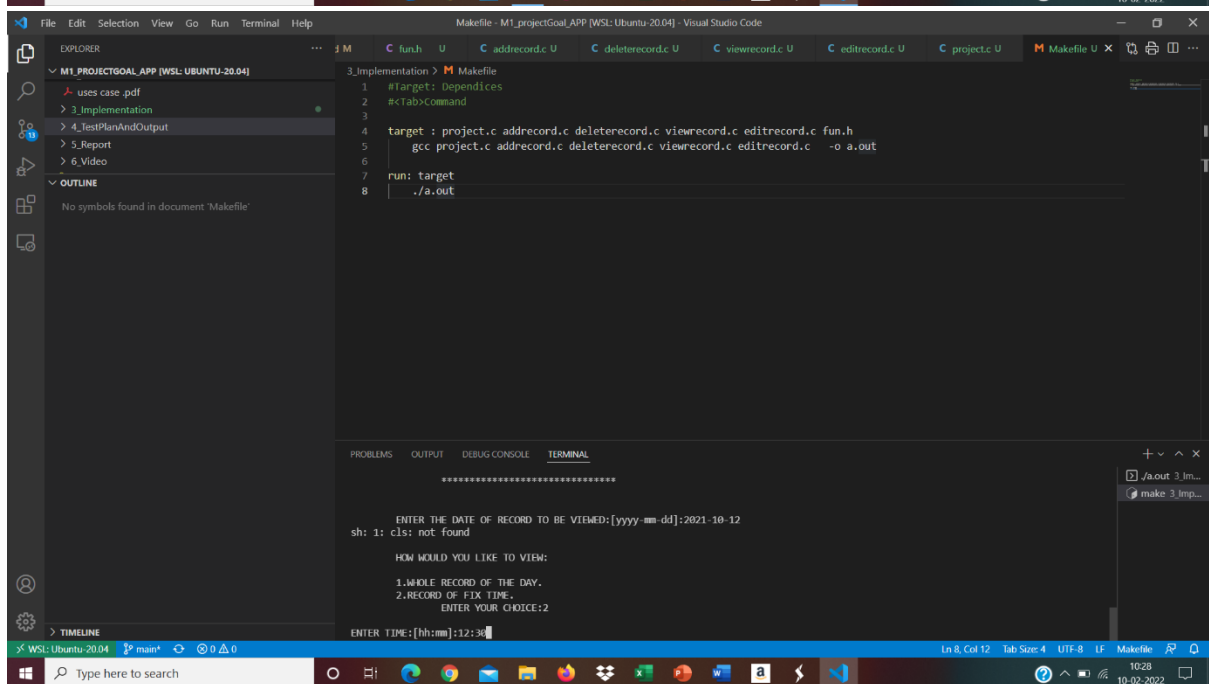 10-02-2022
File Edit Selection View Go Run Terminal Help
Makefile - M1_projectGoal_APP [WSL: Ubuntu-20.04] - Visual Studio Code
EXPLORER
M
C fun.h U
C addrecord.c U
C deleterecord.c U
C viewrecord.c U
C editrecord.c U
C project.c U
M Makefile U
M1_PROJECTGOAL_APP [WSL: UBUNTU-20.04]
uses case .pdf
3_Implementation
4_TestPlanAndOutput
5_Report
6_Video
OUTLINE
No symbols found in document 'Makefile'
TIMELINE
13
3_Implementation > M Makefile
1 #Target: Dependices
2 #<Tab>Command
3
4 target : project.c addrecord.c deleterecord.c viewrecord.c editrecord.c fun.h
5 gcc project.c addrecord.c deleterecord.c viewrecord.c editrecord.c -o a.out
6
7 run: target
8 ./a.out
PROBLEMS OUTPUT DEBUG CONSOLE TERMINAL
./a.out 3_Im...
make 3_Imp...
*******************************
ENTER THE DATE OF RECORD TO BE VIEWED:[yyyy-mm-dd]:2021-10-12
sh: 1: cls: not found
HOW WOULD YOU LIKE TO VIEW:
1.WHOLE RECORD OF THE DAY.
2.RECORD OF FIX TIME.
ENTER YOUR CHOICE:2
ENTER TIME:[hh:mm]:12:30
WSL: Ubuntu-20.04 main* 0 0 Ln 8, Col 12 Tab Size: 4 UTF-8 LF Makefile
Type here to search
10:28
10-02-2022